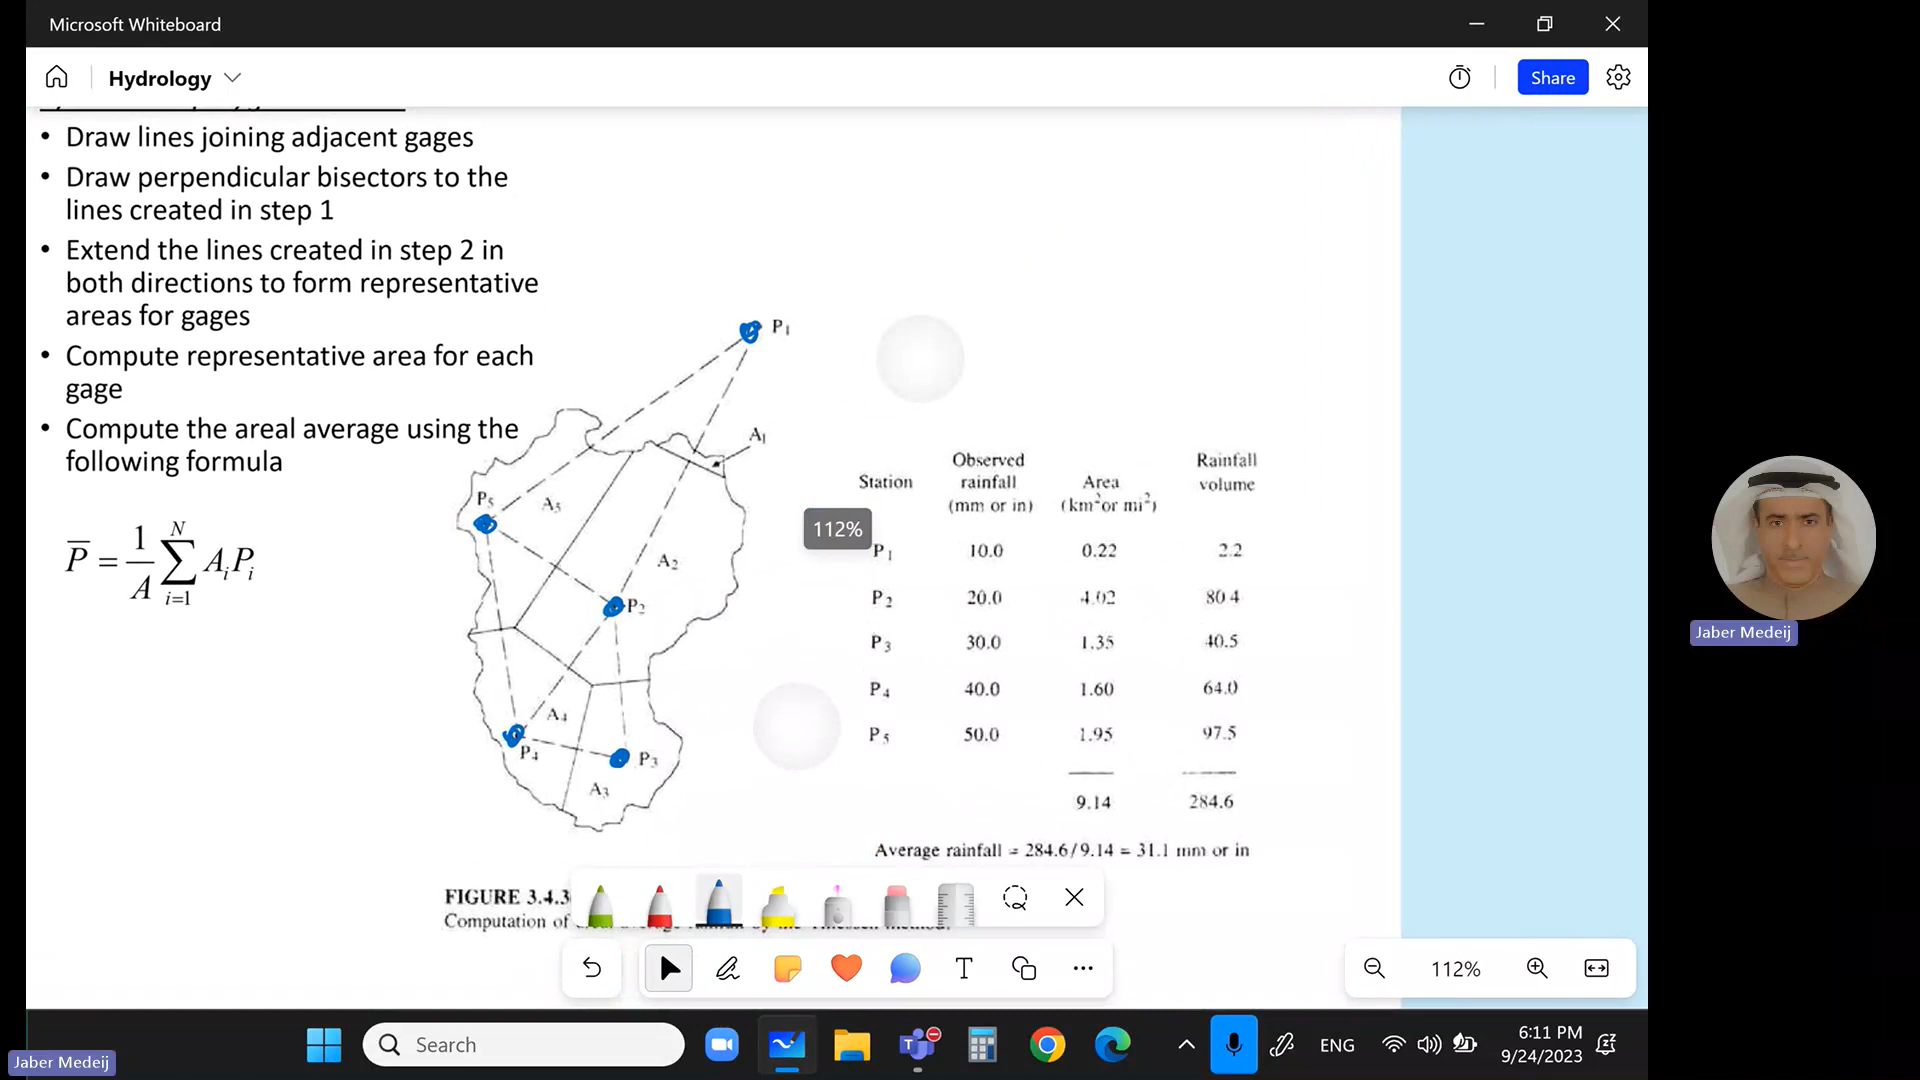 Microsoft Whiteboard
Hydrology
Share
• Draw lines joining adjacent gages
• Draw perpendicular bisectors to the
lines created in step 1
• Extend the lines created in step 2 in
both directions to form representative
areas for gages
• Compute representative area for each
gage
• Compute the areal average using the
following formula
P̅ = 1/A ∑ i=1 N AᵢPᵢ
P₁
A₁
P₅
A₅
A₂
P₂
A₄
P₄
P₃
A₃
112%
Station Observed rainfall (mm or in) Area (km² or mi²) Rainfall volume
P₁ 10.0 0.22 2.2
P₂ 20.0 4.02 80.4
P₃ 30.0 1.35 40.5
P₄ 40.0 1.60 64.0
P₅ 50.0 1.95 97.5
9.14 284.6
Average rainfall = 284.6/9.14 = 31.1 mm or in
FIGURE 3.4.3
Computation of
112%
Jaber Medeij
Search
ENG
6:11 PM
9/24/2023
Jaber Medeij